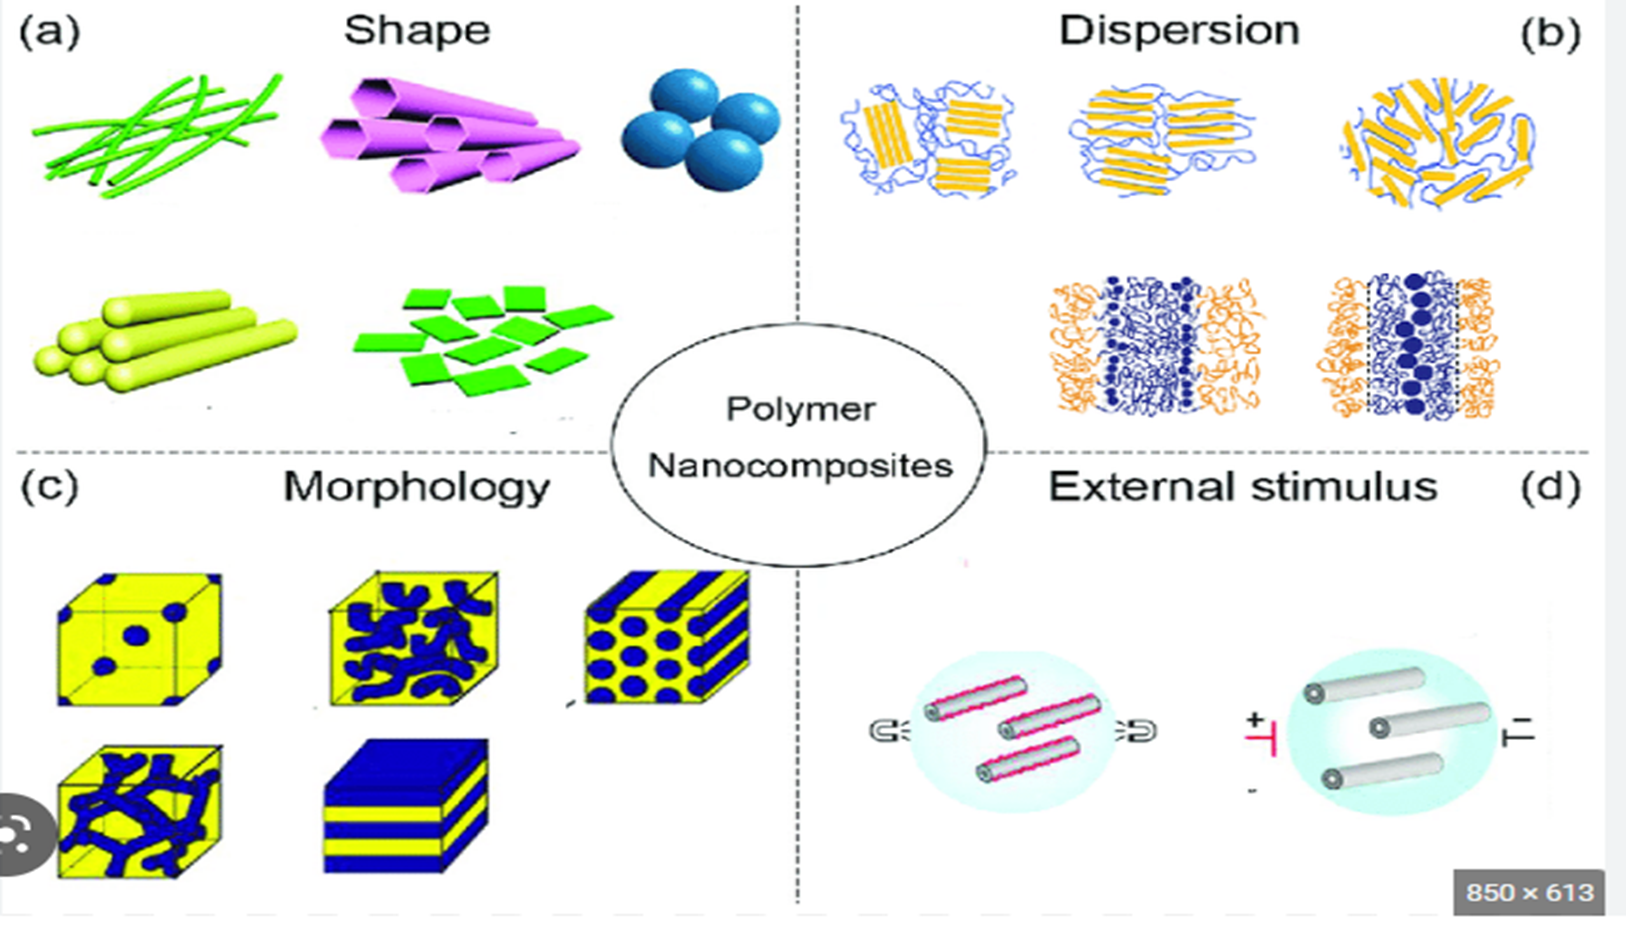 (a) Shape
Dispersion (b)
Polymer
Nanocomposites
(c) Morphology
External stimulus (d)
+
−
850 × 613